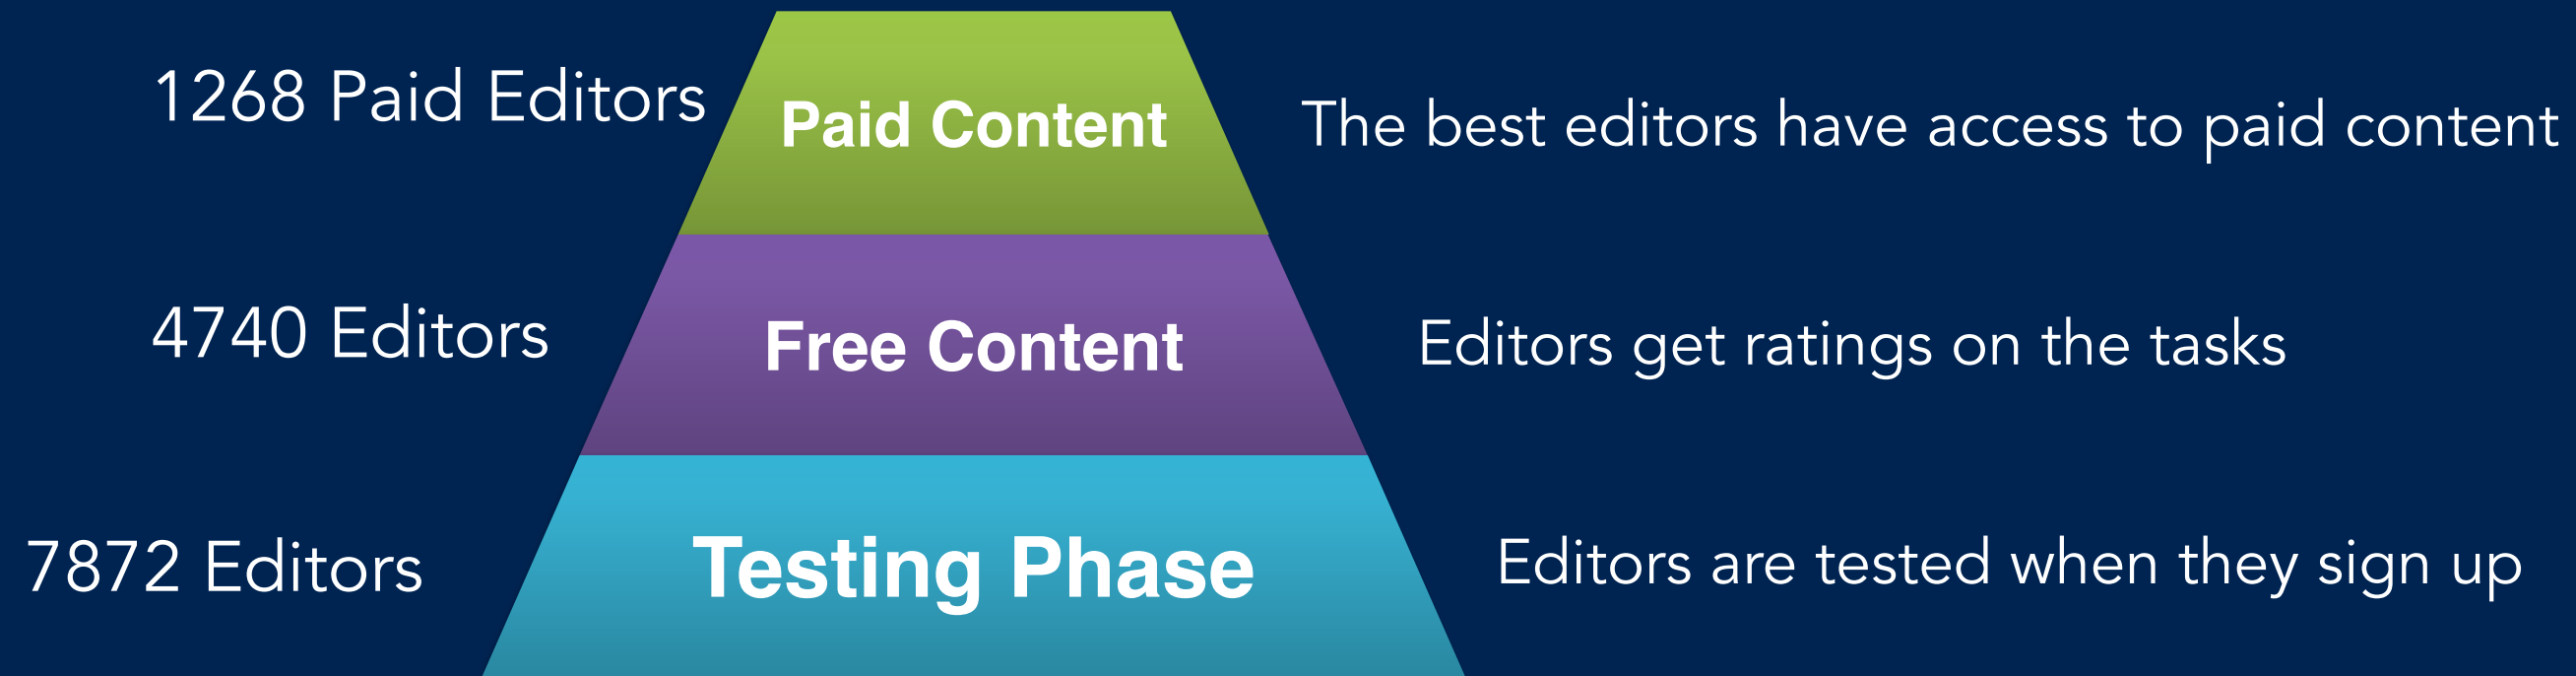 1268 Paid Editors
Paid Content
The best editors have access to paid content
4740 Editors
Free Content
Editors get ratings on the tasks
7872 Editors
Testing Phase
Editors are tested when they sign up